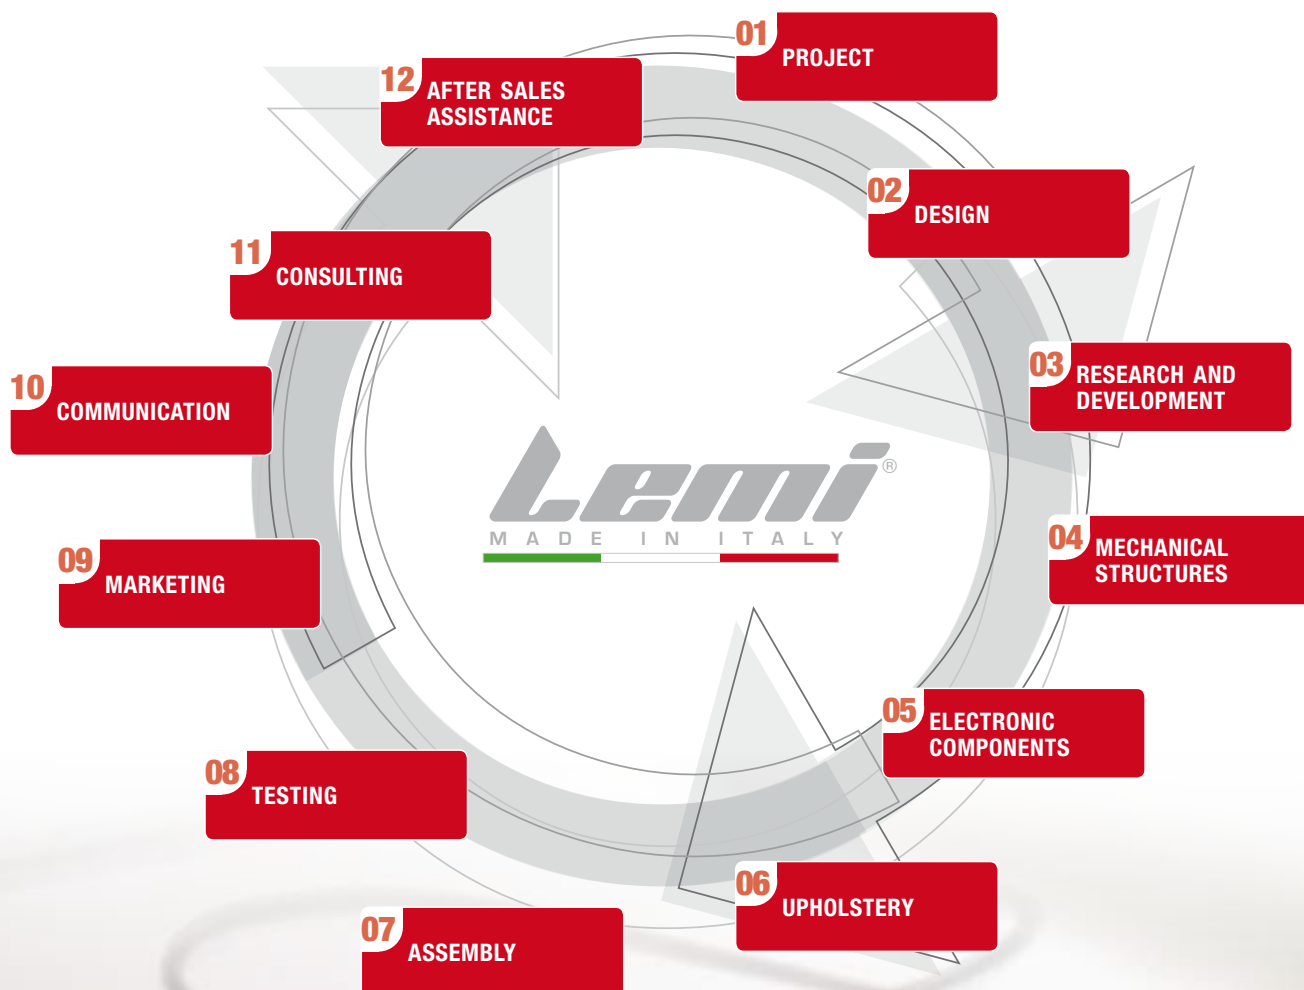 01
PROJECT
02
DESIGN
03
RESEARCH AND
DEVELOPMENT
04
MECHANICAL
STRUCTURES
05
ELECTRONIC
COMPONENTS
06
UPHOLSTERY
07
ASSEMBLY
08
TESTING
09
MARKETING
10
COMMUNICATION
11
CONSULTING
12
AFTER SALES
ASSISTANCE
Lemi®
MADE IN ITALY